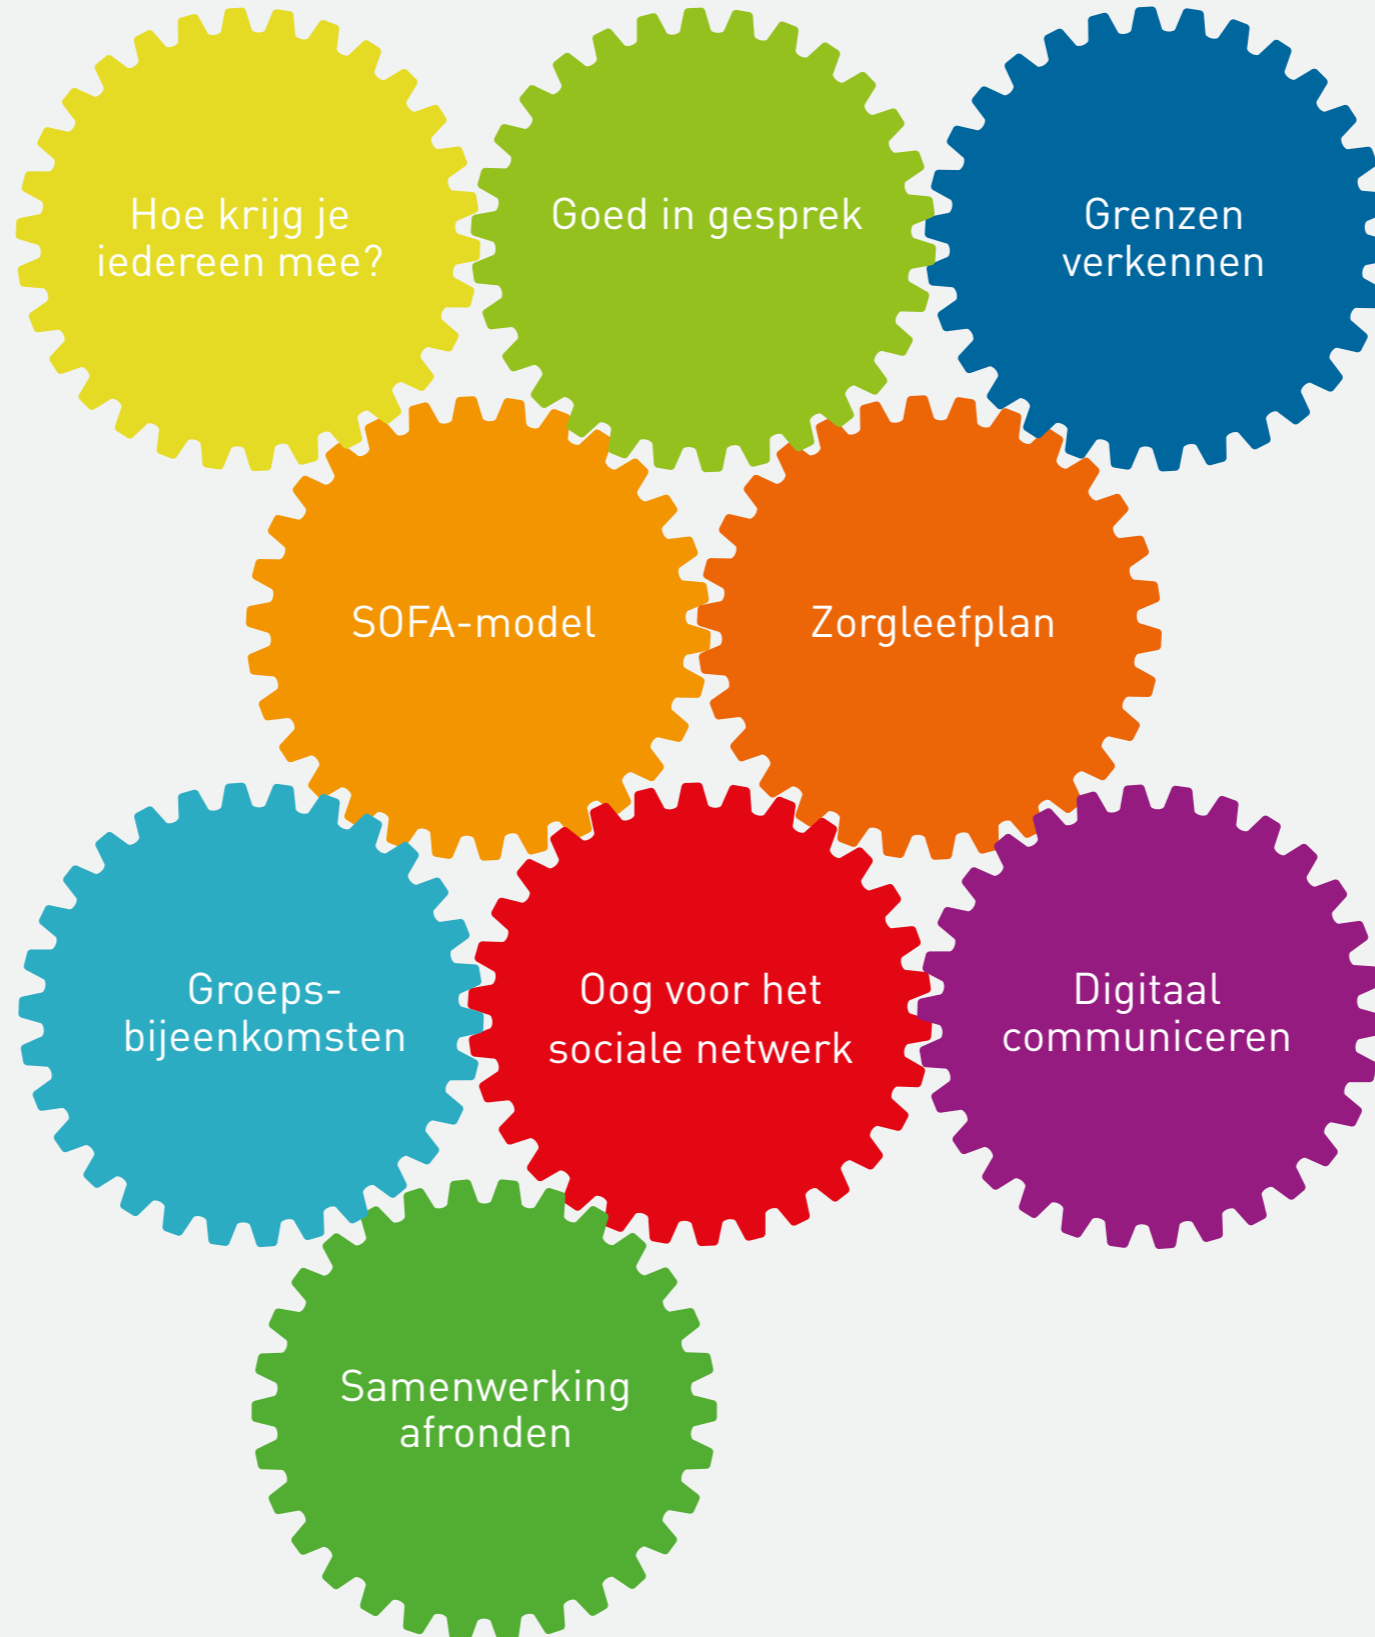 Hoe krijg je
iedereen mee?
Goed in gesprek
Grenzen
verkennen
SOFA-model
Zorgleefplan
Groeps-
bijeenkomsten
Oog voor het
sociale netwerk
Digitaal
communiceren
Samenwerking
afronden